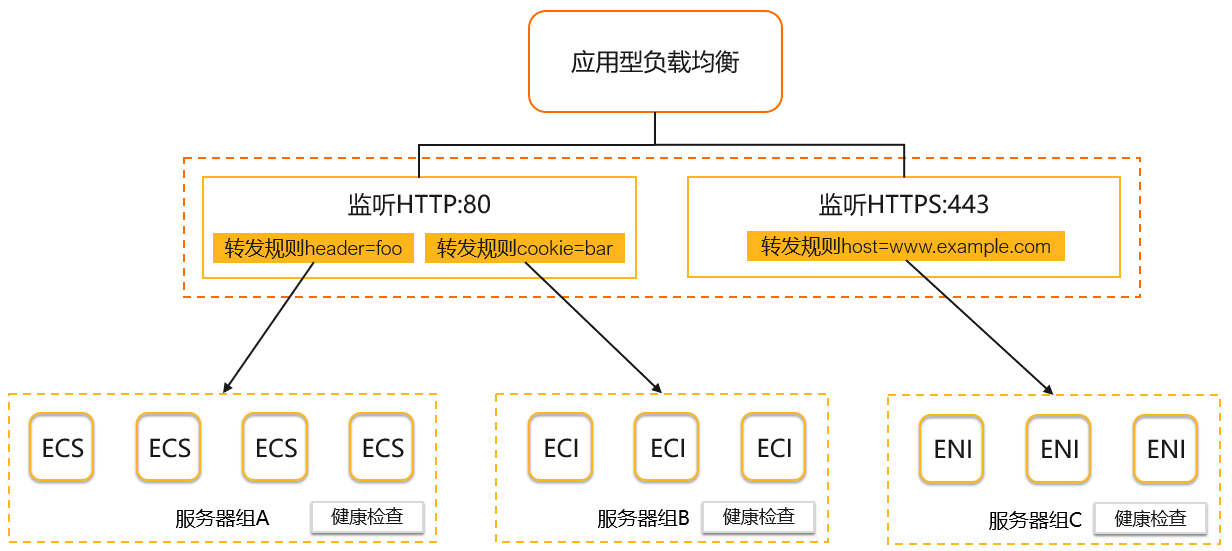 应用型负载均衡
监听HTTP:80
监听HTTPS:443
转发规则header=foo
转发规则cookie=bar
转发规则host=www.example.com
ECS
ECS
ECS
ECS
服务器组A
健康检查
ECI
ECI
ECI
服务器组B
健康检查
ENI
ENI
ENI
服务器组C
健康检查